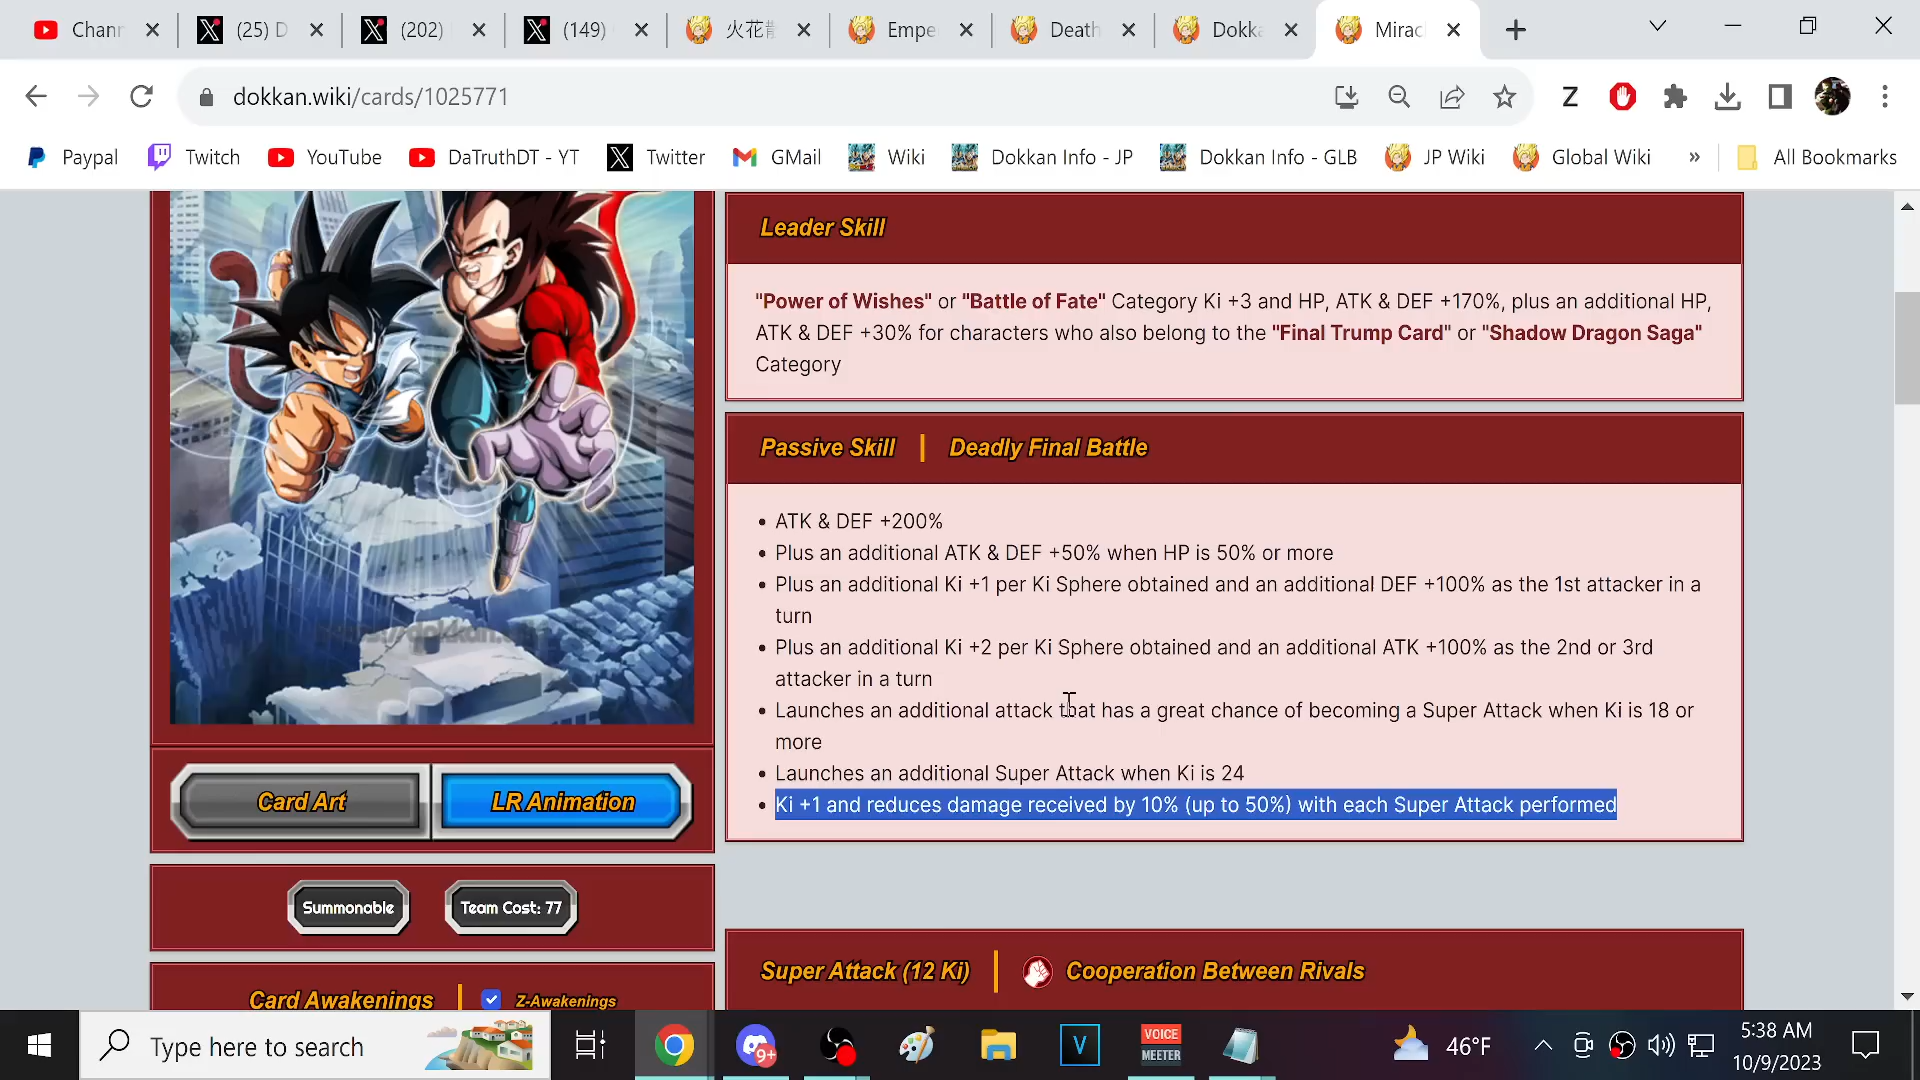 Chanr
(25) D
(202)
(149)
火花散
Empe
Death
Dokka
Mirac
dokkan.wiki/cards/1025771
Z
Paypal
Twitch
YouTube
DaTruthDT - YT
Twitter
GMail
Wiki
Dokkan Info - JP
Dokkan Info - GLB
JP Wiki
Global Wiki
»
All Bookmarks
Leader Skill
"Power of Wishes" or "Battle of Fate" Category Ki +3 and HP, ATK & DEF +170%, plus an additional HP,
ATK & DEF +30% for characters who also belong to the "Final Trump Card" or "Shadow Dragon Saga"
Category
Passive Skill | Deadly Final Battle
• ATK & DEF +200%
• Plus an additional ATK & DEF +50% when HP is 50% or more
• Plus an additional Ki +1 per Ki Sphere obtained and an additional DEF +100% as the 1st attacker in a
turn
• Plus an additional Ki +2 per Ki Sphere obtained and an additional ATK +100% as the 2nd or 3rd
attacker in a turn
• Launches an additional attack that has a great chance of becoming a Super Attack when Ki is 18 or
more
• Launches an additional Super Attack when Ki is 24
• Ki +1 and reduces damage received by 10% (up to 50%) with each Super Attack performed
Card Art
LR Animation
Summonable
Team Cost: 77
Card Awakenings | Z-Awakenings
Super Attack (12 Ki) | Cooperation Between Rivals
Type here to search
9+
V
VOICE
MEETER
46°F
5:38 AM
10/9/2023